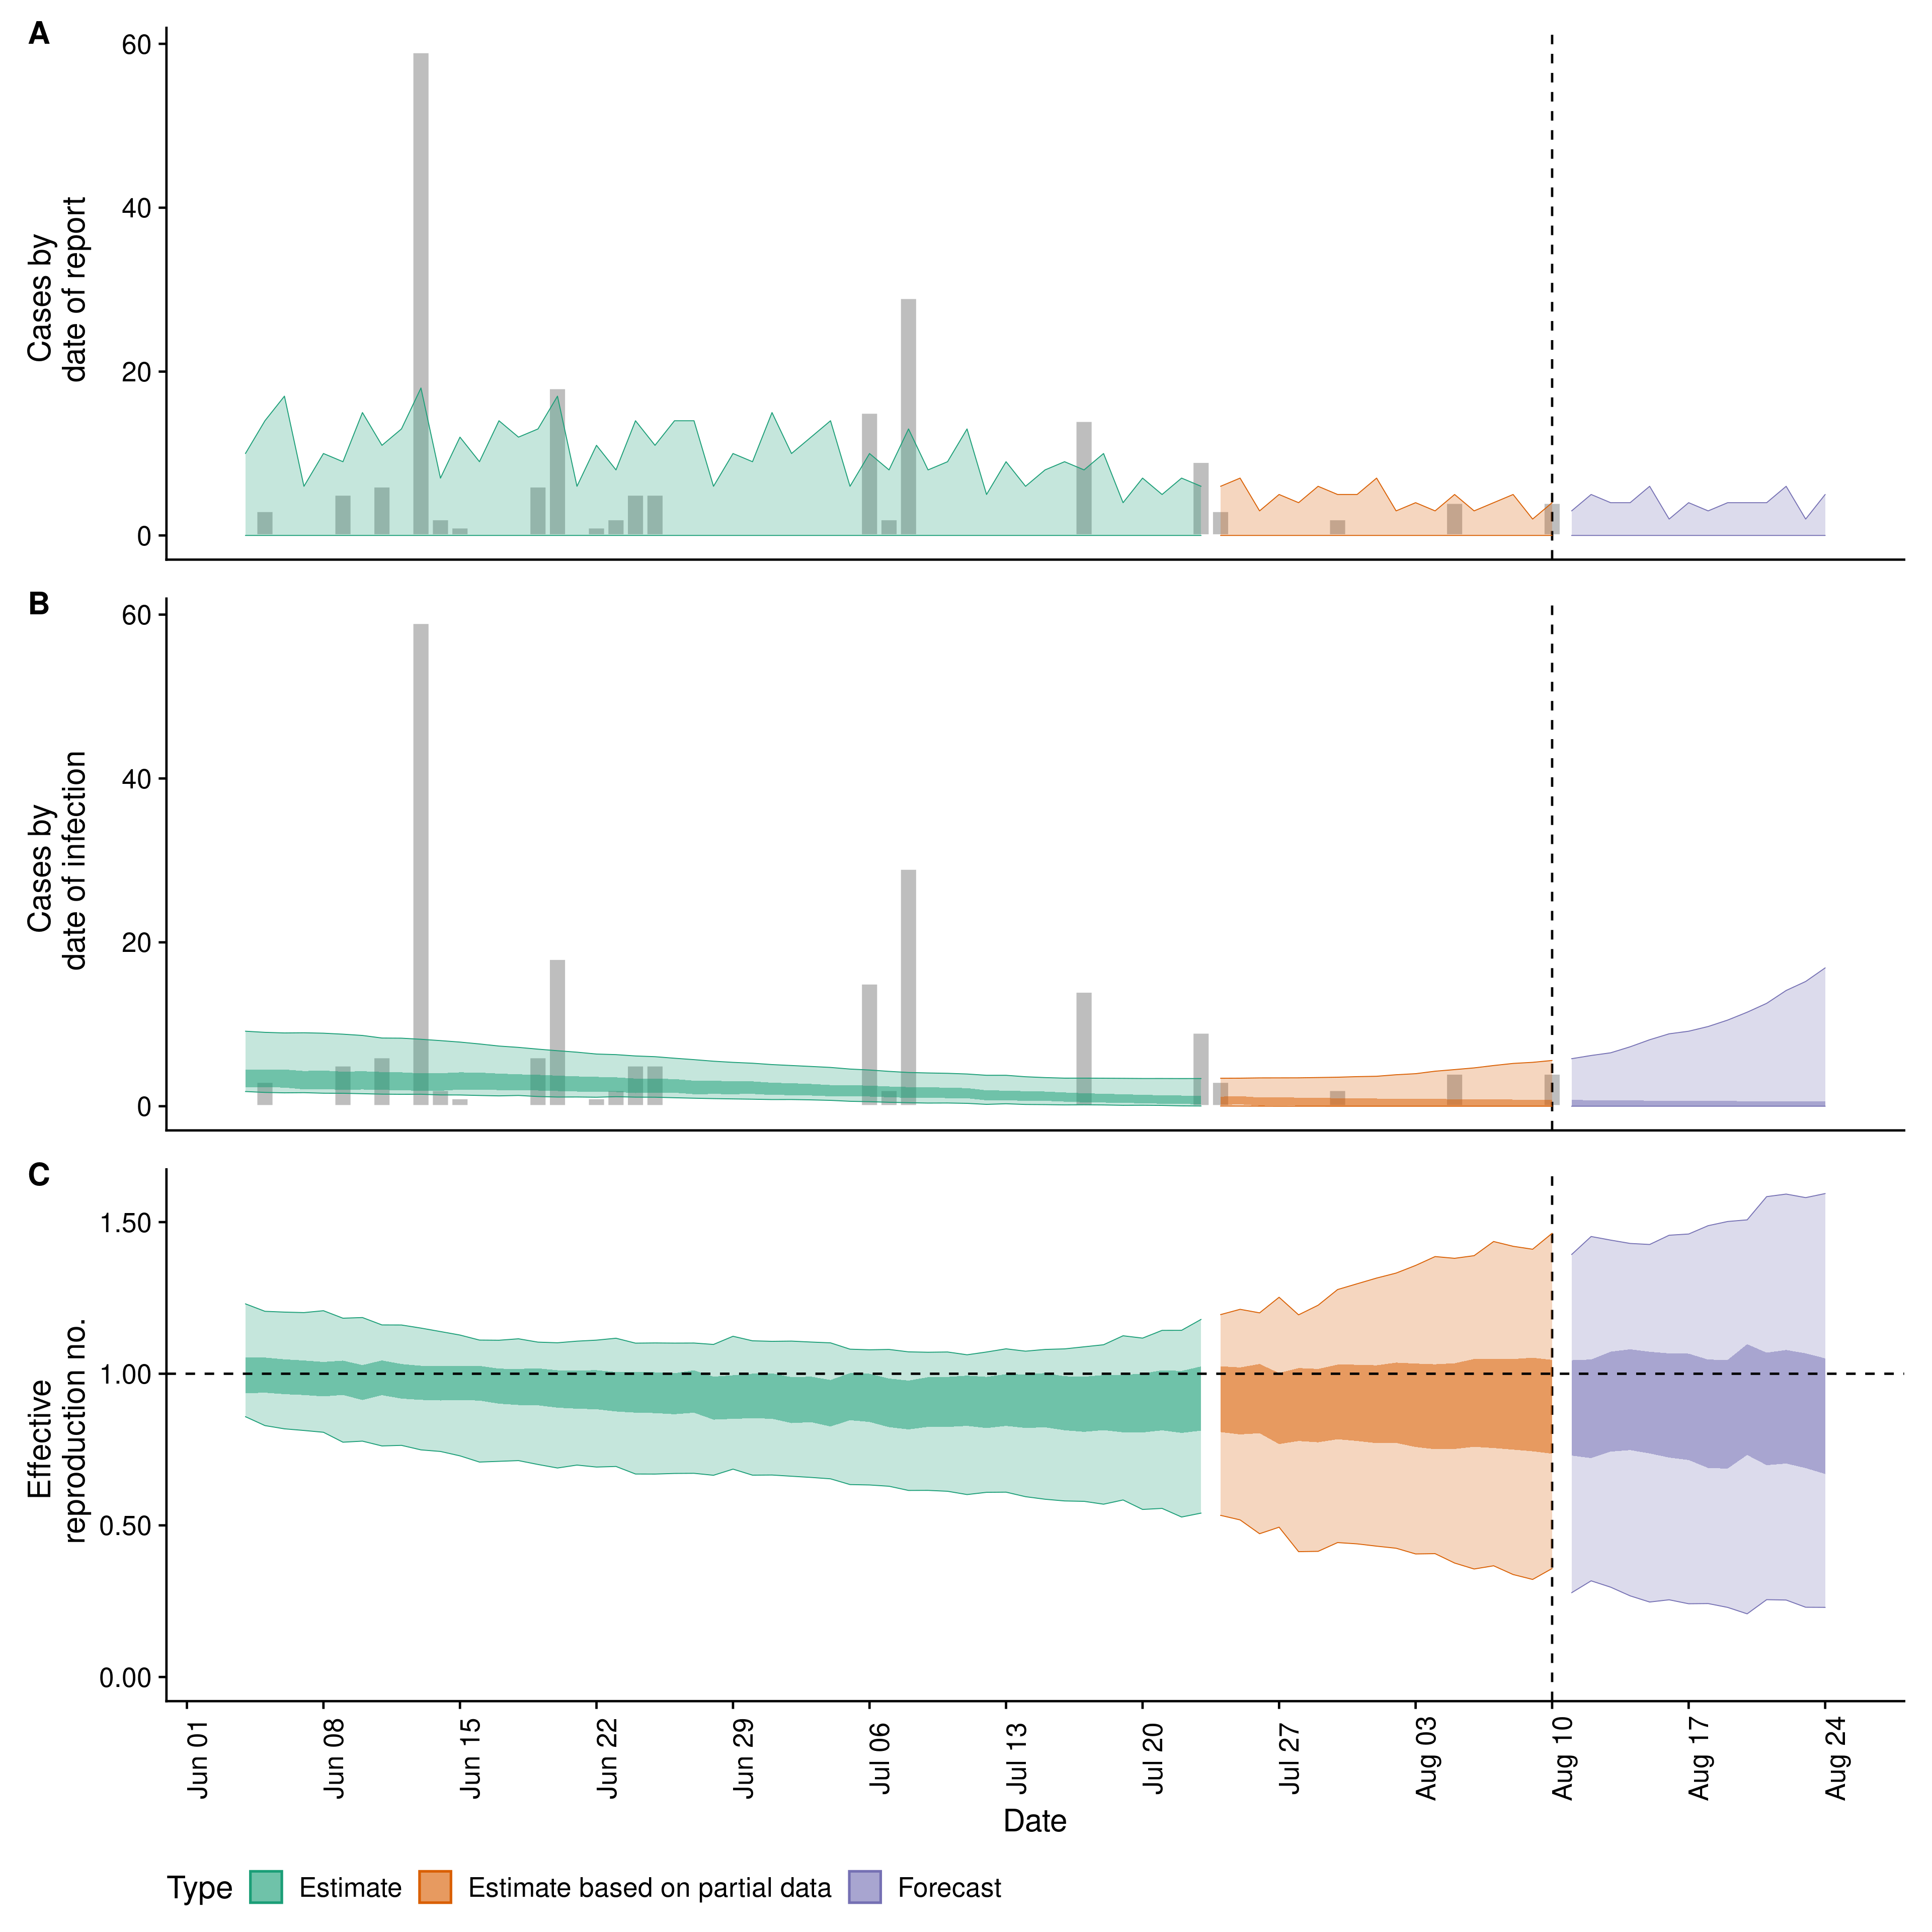 A
60
40
20
0
Cases by
date of report
B
60
40
20
0
Cases by
date of infection
C
1.50
1.00
0.50
0.00
Effective
reproduction no.
Jun 01
Jun 08
Jun 15
Jun 22
Jun 29
Jul 06
Jul 13
Jul 20
Jul 27
Aug 03
Aug 10
Aug 17
Aug 24
Date
Type Estimate Estimate based on partial data Forecast